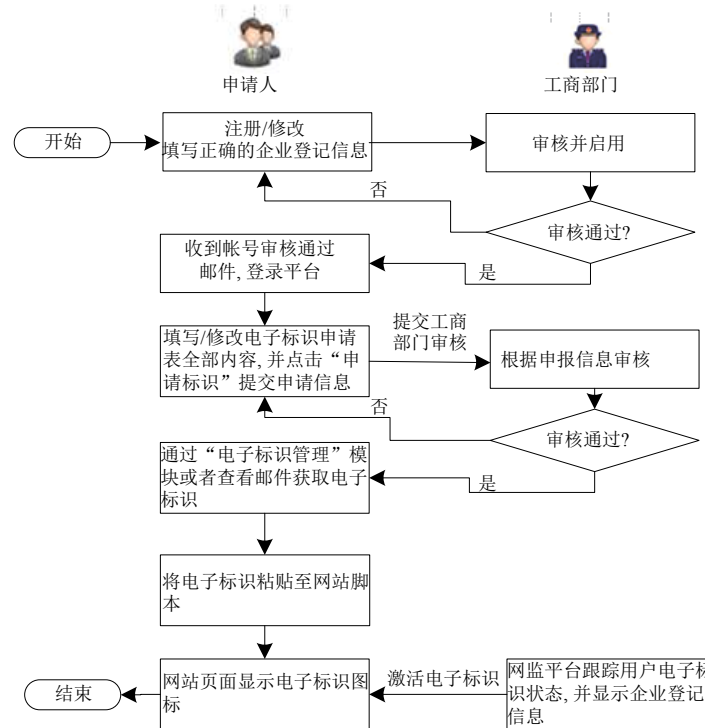 申请人
工商部门
开始
注册/修改
填写正确的企业登记信息
审核并启用
否
审核通过?
收到帐号审核通过
邮件, 登录平台
是
填写/修改电子标识申请
表全部内容, 并点击“申
请标识”提交申请信息
提交工商
部门审核
根据申报信息审核
否
审核通过?
通过“电子标识管理”模
块或者查看邮件获取电子
标识
是
将电子标识粘贴至网站脚
本
结束
网站页面显示电子标识图
标
激活电子标识
网监平台跟踪用户电子标
识状态, 并显示企业登记
信息